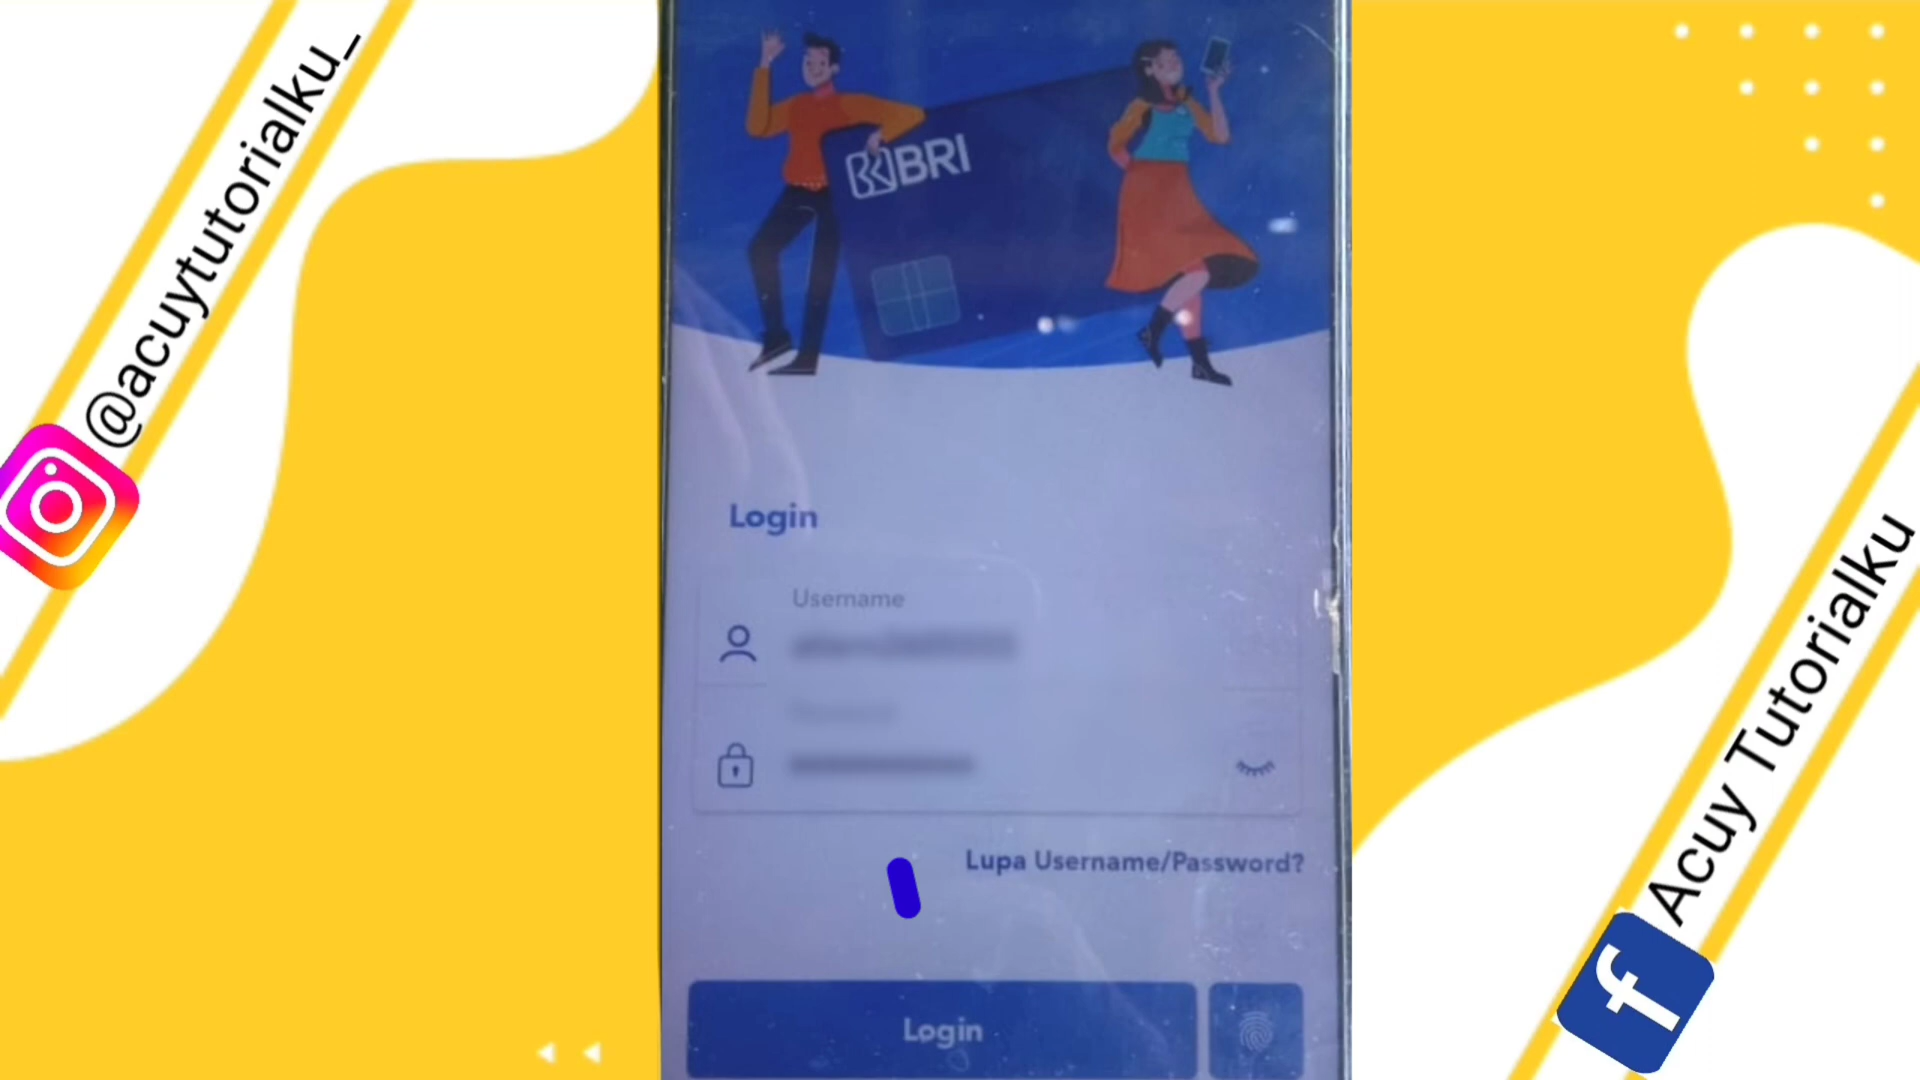 @acuytutorialku_
BRI
Login
Username
Lupa Username/Password?
Login
Acuy Tutorialku